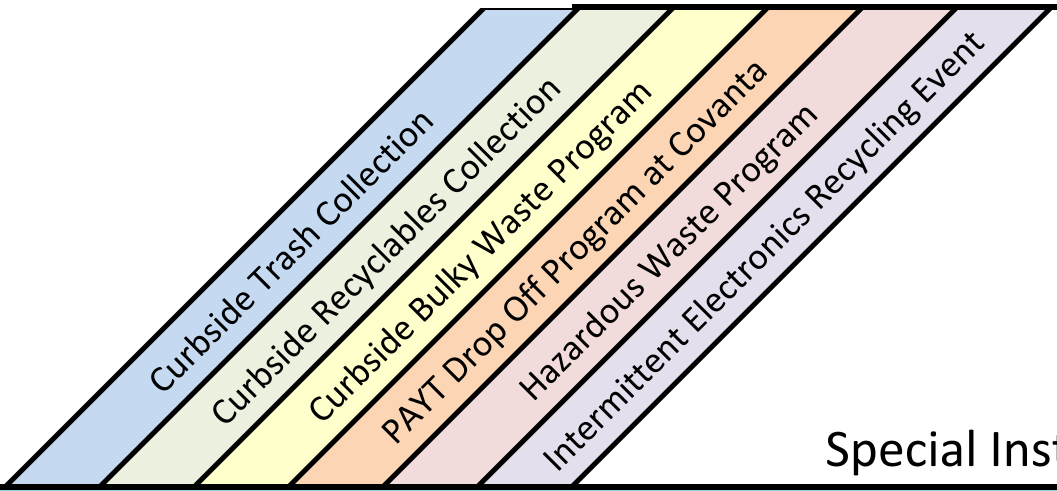 Curbside Trash Collection
Curbside Recyclables Collection
Curbside Bulky Waste Program
PAYT Drop Off Program at Covanta
Hazardous Waste Program
Intermittent Electronics Recycling Event
Special